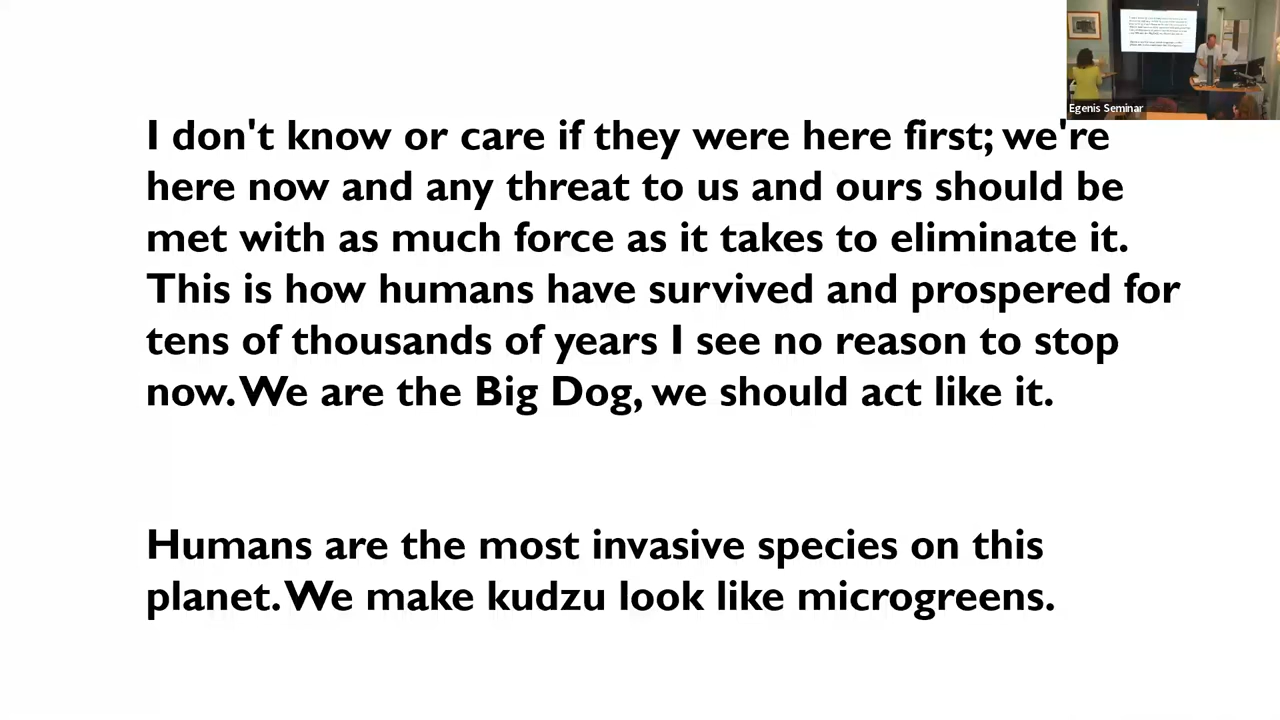 Egenis Seminar
I don't know or care if they were here first; we're
here now and any threat to us and ours should be
met with as much force as it takes to eliminate it.
This is how humans have survived and prospered for
tens of thousands of years I see no reason to stop
now. We are the Big Dog, we should act like it.
Humans are the most invasive species on this
planet. We make kudzu look like microgreens.